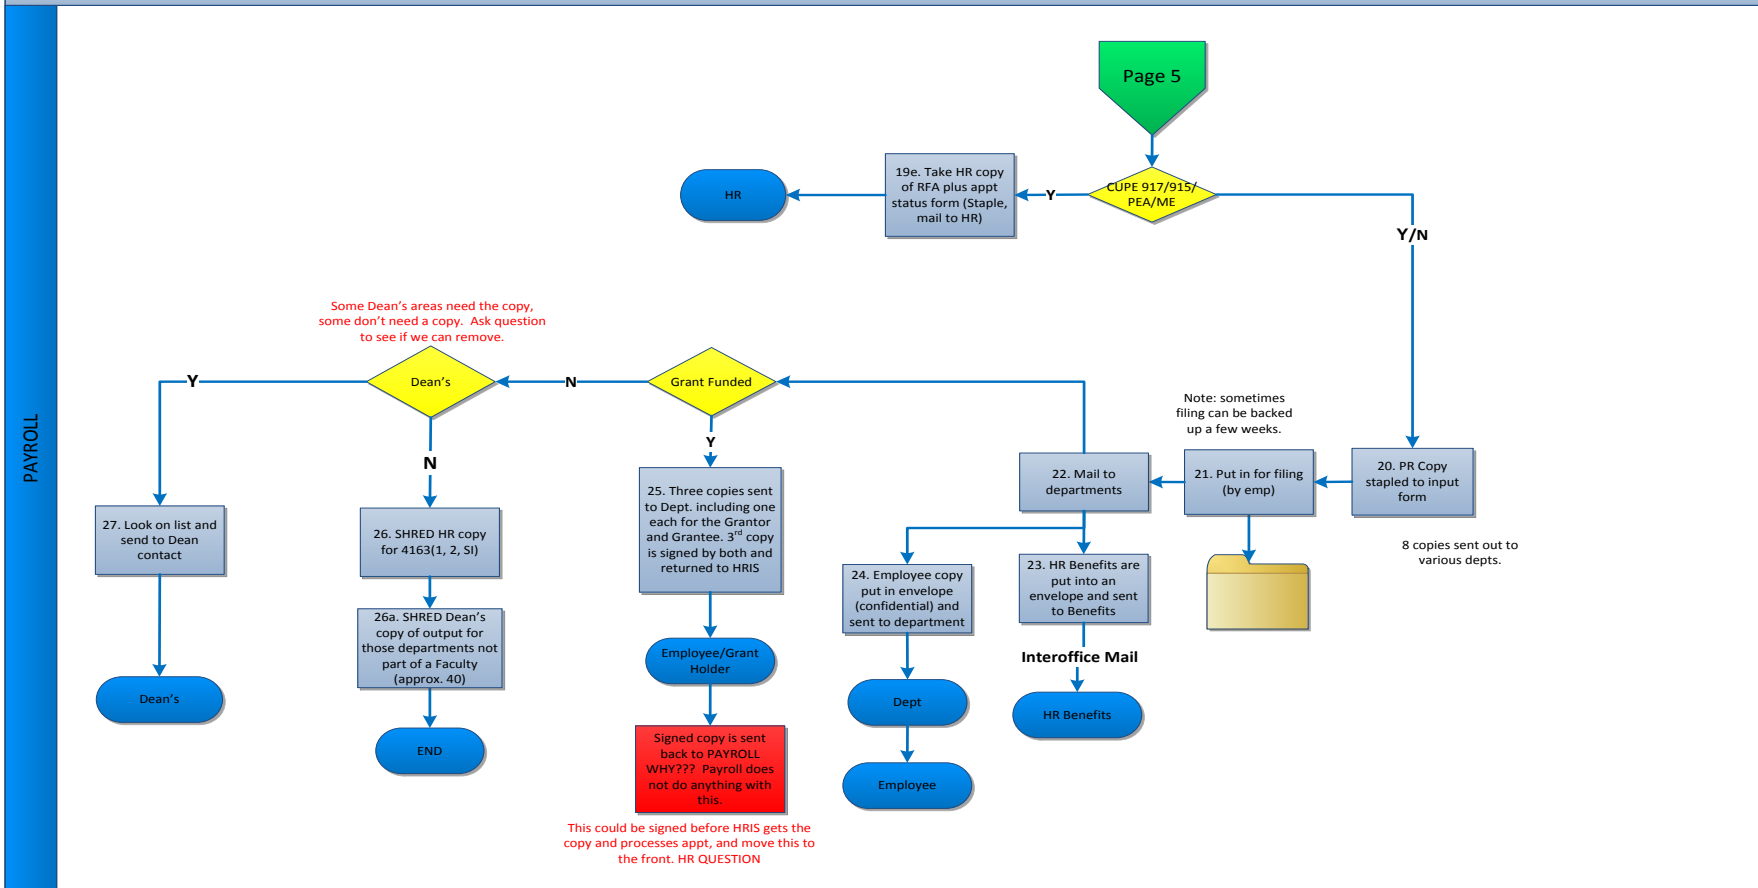 PAYROLL
Page 5
CUPE 917/915/
PEA/ME
Y
19e. Take HR copy
of RFA plus appt
status form (Staple,
mail to HR)
HR
Y/N
20. PR Copy
stapled to input
form
8 copies sent out to
various depts.
Note: sometimes
filing can be backed
up a few weeks.
21. Put in for filing
(by emp)
22. Mail to
departments
23. HR Benefits are
put into an
envelope and sent
to Benefits
Interoffice Mail
HR Benefits
24. Employee copy
put in envelope
(confidential) and
sent to department
Dept
Employee
Grant Funded
Y
25. Three copies sent
to Dept. including one
each for the Grantor
and Grantee. 3rd copy
is signed by both and
returned to HRIS
Employee/Grant
Holder
Signed copy is sent
back to PAYROLL
WHY??? Payroll does
not do anything with
this.
This could be signed before HRIS gets the
copy and processes appt, and move this to
the front. HR QUESTION
N
Some Dean’s areas need the copy,
some don’t need a copy. Ask question
to see if we can remove.
Dean’s
N
26. SHRED HR copy
for 4163(1, 2, SI)
26a. SHRED Dean’s
copy of output for
those departments not
part of a Faculty
(approx. 40)
END
Y
27. Look on list and
send to Dean
contact
Dean’s